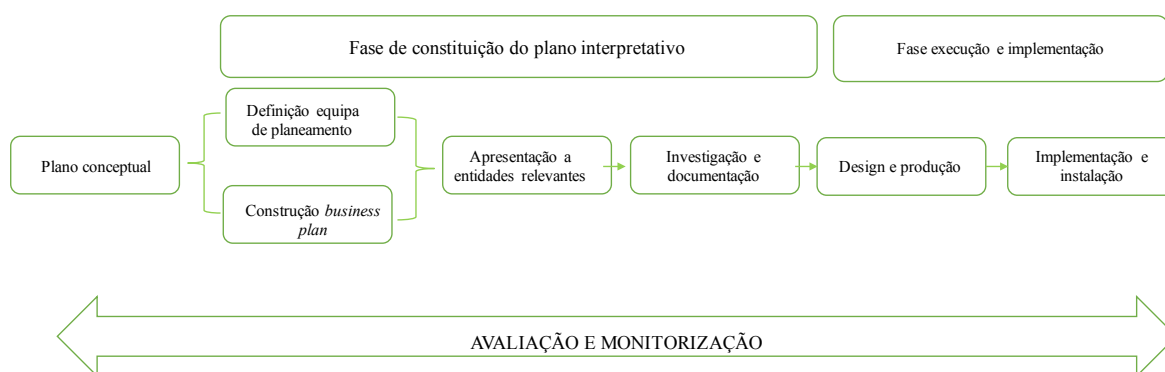 Fase de constituição do plano interpretativo
Fase execução e implementação
Plano conceptual
Definição equipa
de planeamento
Construção business
plan
Apresentação a
entidades relevantes
Investigação e
documentação
Design e produção
Implementação e
instalação
AVALIAÇÃO E MONITORIZAÇÃO